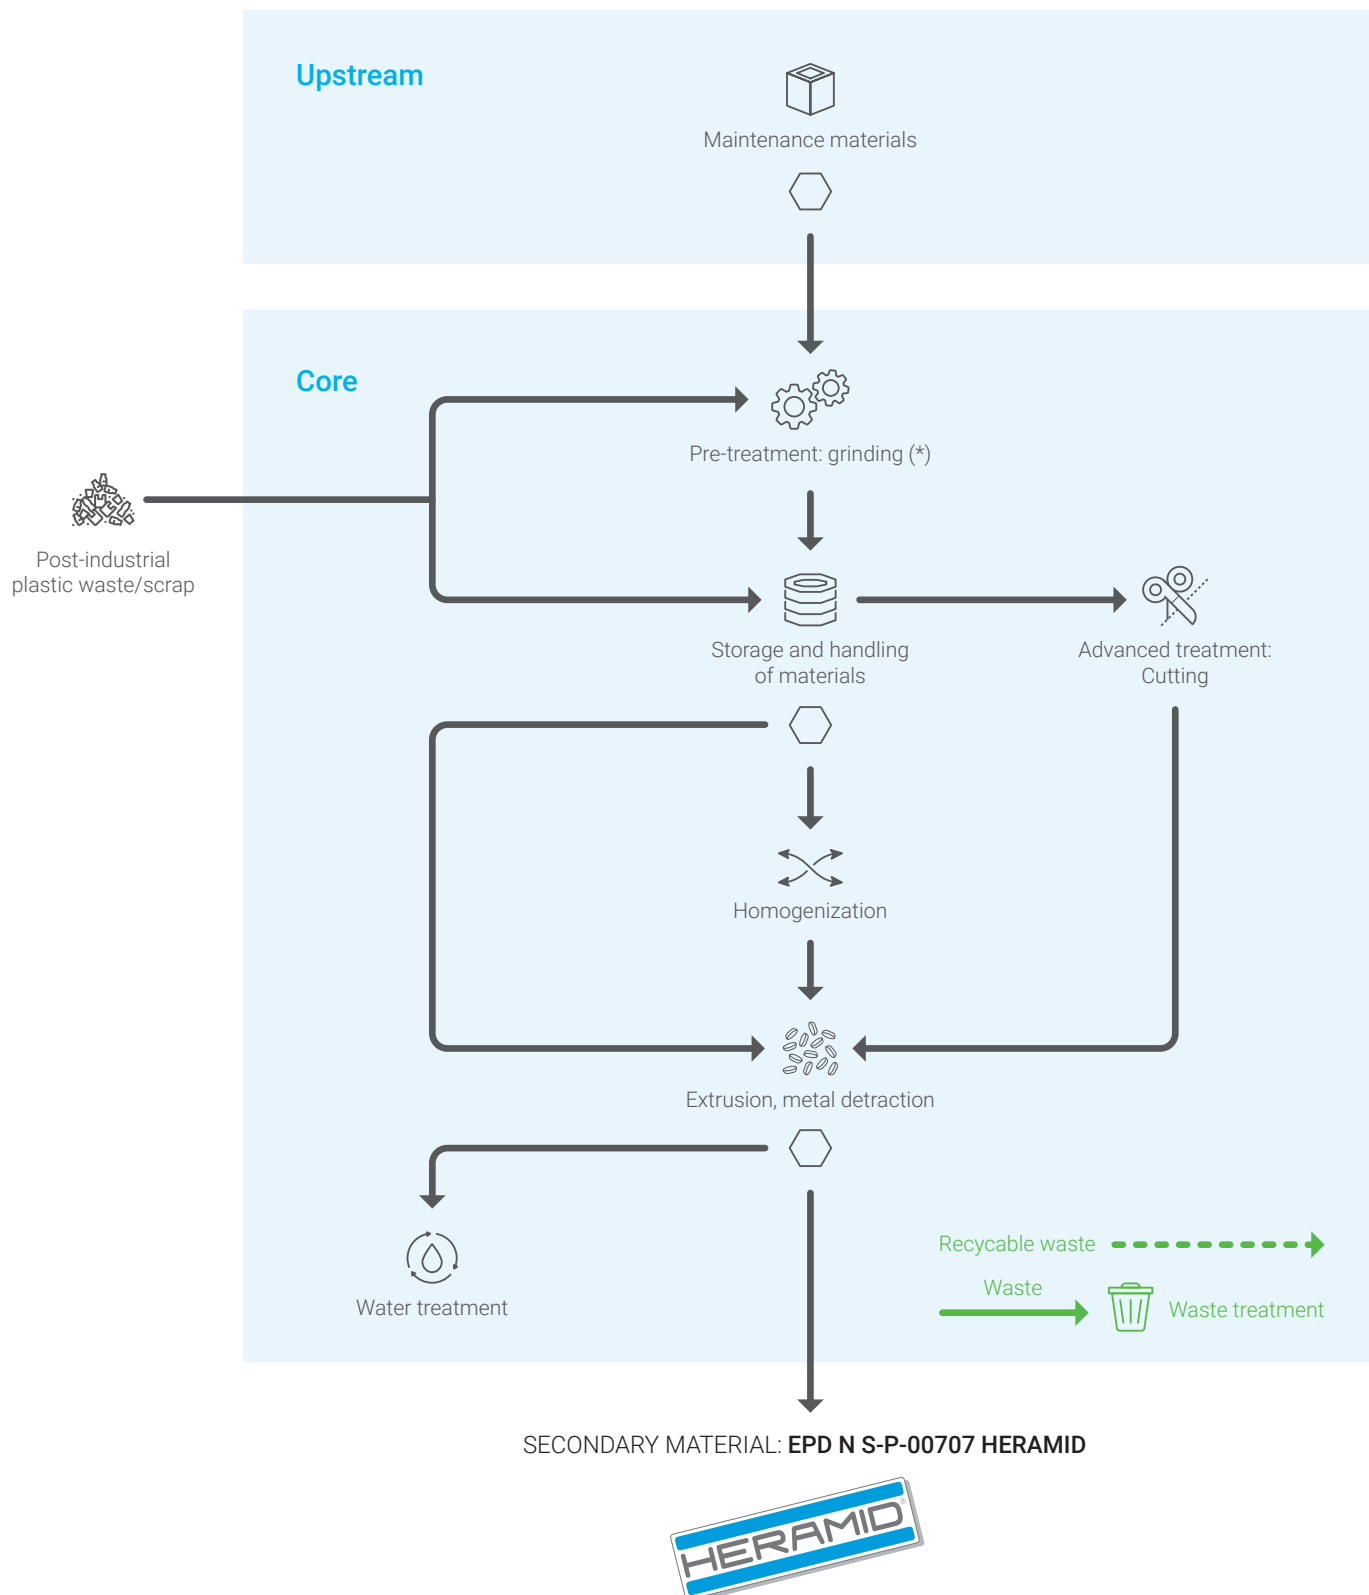 Upstream
Maintenance materials
Core
Pre-treatment: grinding (*)
Post-industrial
plastic waste/scrap
Storage and handling
of materials
Advanced treatment:
Cutting
Homogenization
Extrusion, metal detraction
Water treatment
Recycable waste
Waste
Waste treatment
SECONDARY MATERIAL: EPD N S-P-00707 HERAMID
HERAMID®